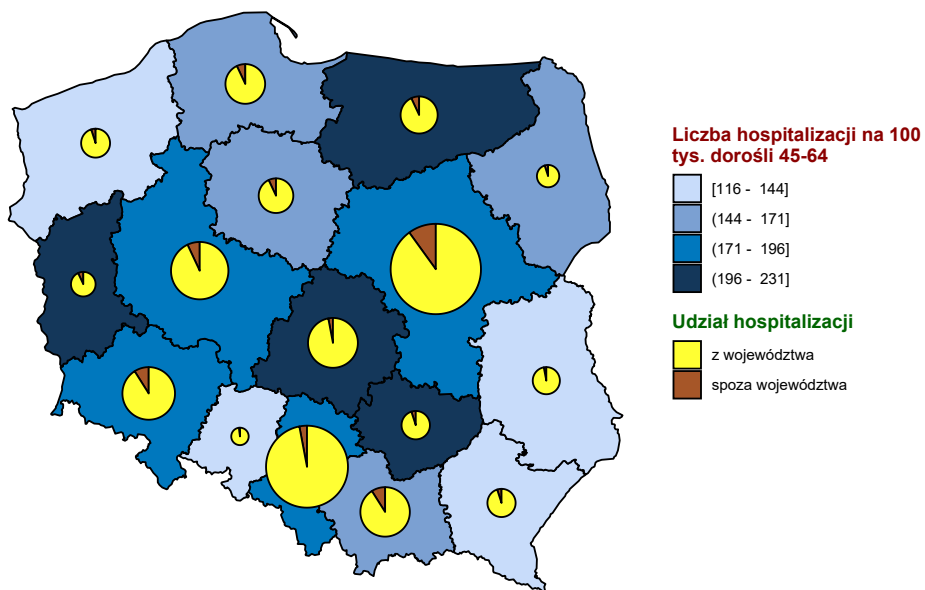 Liczba hospitalizacji na 100
tys. dorośli 45-64
[116 - 144]
(144 - 171]
(171 - 196]
(196 - 231]
Udział hospitalizacji
z województwa
spoza województwa